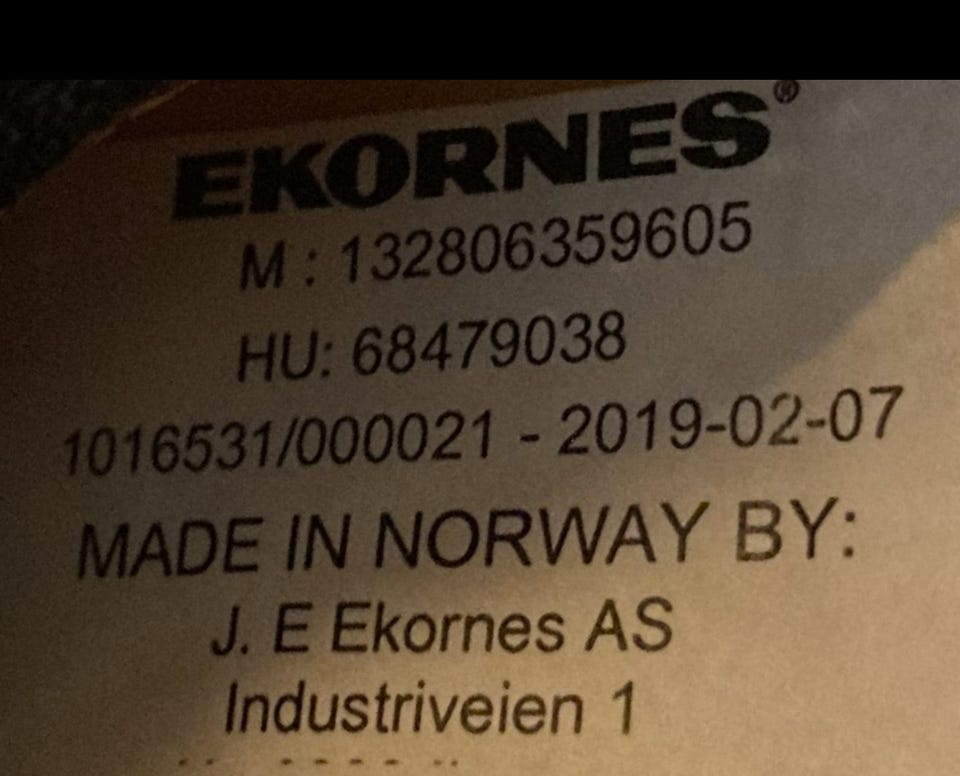 EKORNES®
M : 132806359605
HU: 68479038
1016531/000021 - 2019-02-07
MADE IN NORWAY BY:
J. E Ekornes AS
Industriveien 1